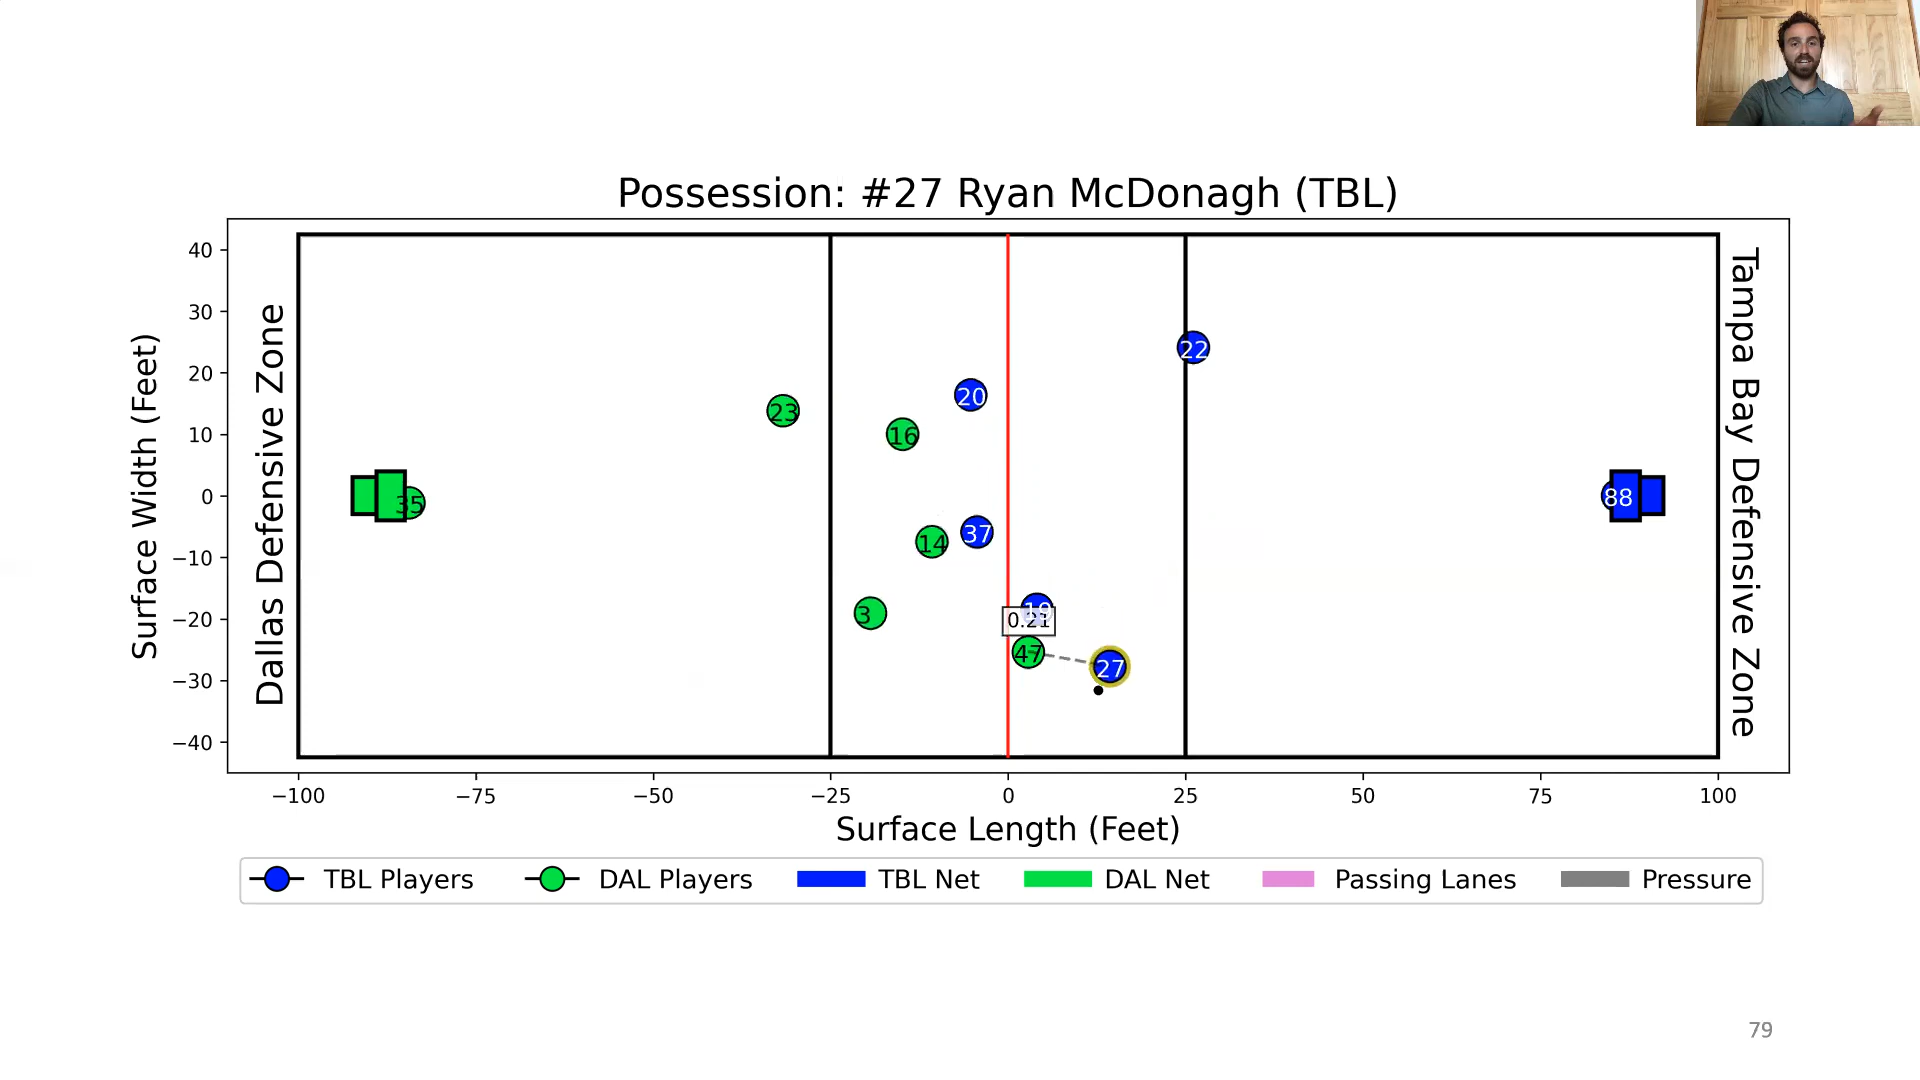 Possession: #27 Ryan McDonagh (TBL)
40
30
20
10
0
−10
−20
−30
−40
Surface Width (Feet)
Dallas Defensive Zone
Tampa Bay Defensive Zone
22
20
23
16
35
88
37
14
3
0.21
47
27
−100
−75
−50
−25
0
25
50
75
100
Surface Length (Feet)
TBL Players
DAL Players
TBL Net
DAL Net
Passing Lanes
Pressure
79